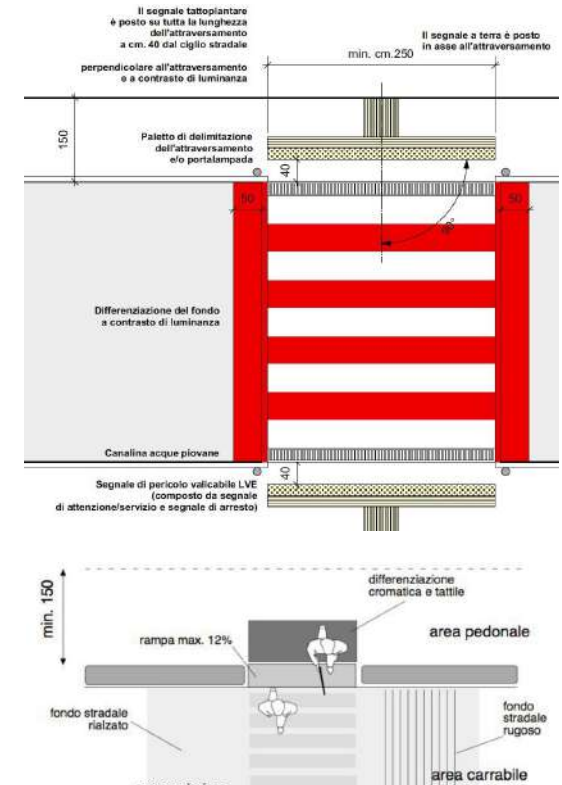 Il segnale tattoplantare
è posto su tutta la lunghezza
dell'attraversamento
a cm. 40 dal ciglio stradale
perpendicolare all'attraversamento
e a contrasto di luminanza
Il segnale a terra è posto
in asse all'attraversamento
min. cm.250
150
Paletto di delimitazione
dell'attraversamento
e/o portalampada
40
50
50
90°
Differenziazione del fondo
a contrasto di luminanza
Canalina acque piovane
40
Segnale di pericolo valicabile LVE
(composto da segnale
di attenzione/servizio e segnale di arresto)
min. 150
differenziazione
cromatica e tattile
rampa max. 12%
area pedonale
fondo stradale
rialzato
fondo
stradale
rugoso
area carrabile